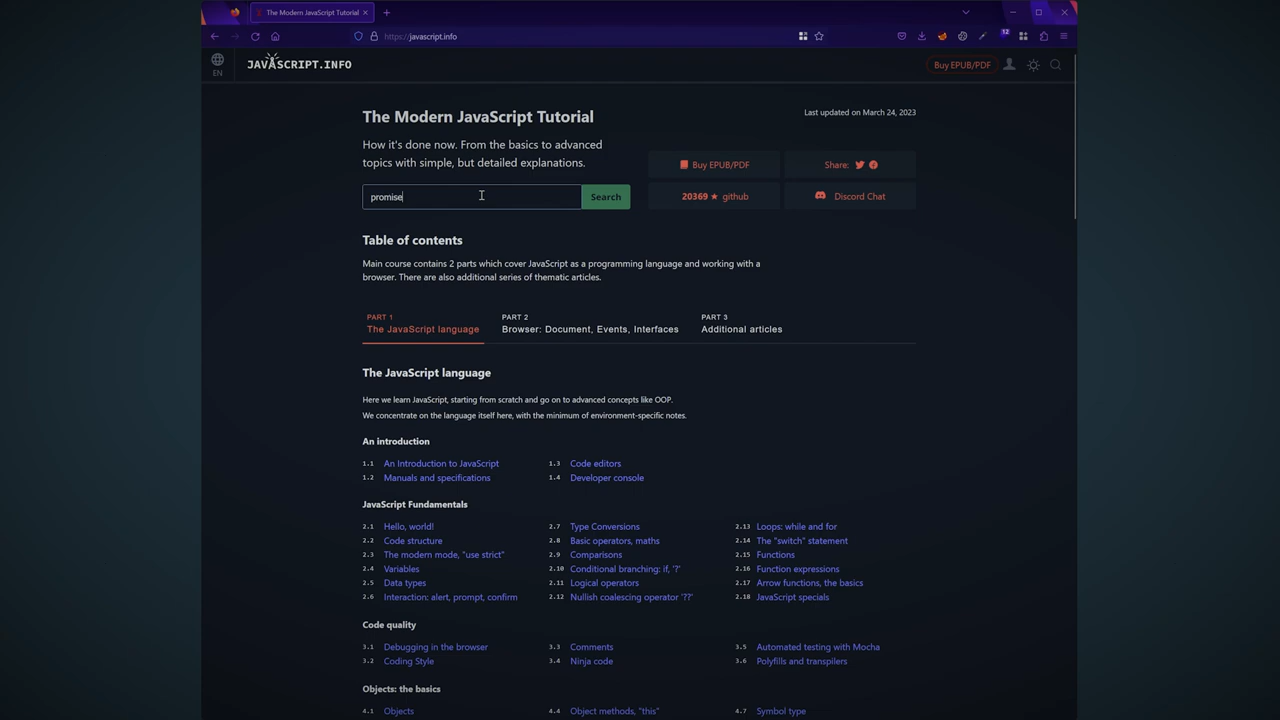 The Modern JavaScript Tutorial
https://javascript.info
12
EN
JAVASCRIPT.INFO
Buy EPUB/PDF
The Modern JavaScript Tutorial
Last updated on March 24, 2023
How it's done now. From the basics to advanced
topics with simple, but detailed explanations.
Buy EPUB/PDF
Share:
promise
Search
20369 ★ github
Discord Chat
Table of contents
Main course contains 2 parts which cover JavaScript as a programming language and working with a
browser. There are also additional series of thematic articles.
PART 1
The JavaScript language
PART 2
Browser: Document, Events, Interfaces
PART 3
Additional articles
The JavaScript language
Here we learn JavaScript, starting from scratch and go on to advanced concepts like OOP.
We concentrate on the language itself here, with the minimum of environment-specific notes.
An introduction
1.1 An Introduction to JavaScript
1.2 Manuals and specifications
1.3 Code editors
1.4 Developer console
JavaScript Fundamentals
2.1 Hello, world!
2.2 Code structure
2.3 The modern mode, "use strict"
2.4 Variables
2.5 Data types
2.6 Interaction: alert, prompt, confirm
2.7 Type Conversions
2.8 Basic operators, maths
2.9 Comparisons
2.10 Conditional branching: if, '?'
2.11 Logical operators
2.12 Nullish coalescing operator '??'
2.13 Loops: while and for
2.14 The "switch" statement
2.15 Functions
2.16 Function expressions
2.17 Arrow functions, the basics
2.18 JavaScript specials
Code quality
3.1 Debugging in the browser
3.2 Coding Style
3.3 Comments
3.4 Ninja code
3.5 Automated testing with Mocha
3.6 Polyfills and transpilers
Objects: the basics
4.1 Objects
4.4 Object methods, "this"
4.7 Symbol type